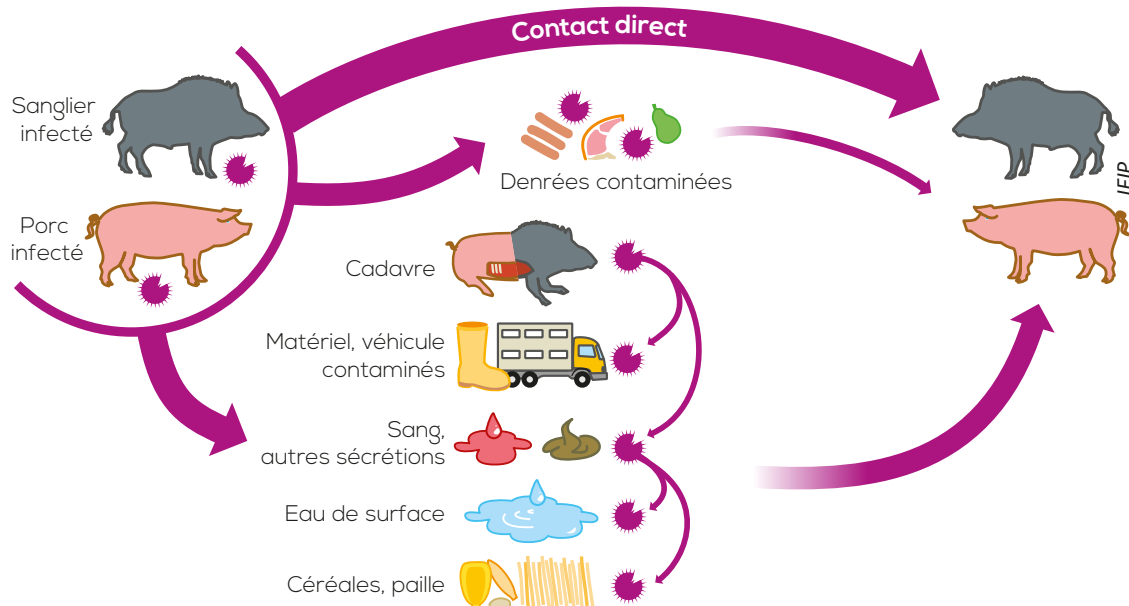 Contact direct
Sanglier
infecté
Porc
infecté
Denrées contaminées
Cadavre
Matériel, véhicule
contaminés
Sang,
autres sécrétions
Eau de surface
Céréales, paille
IFIP